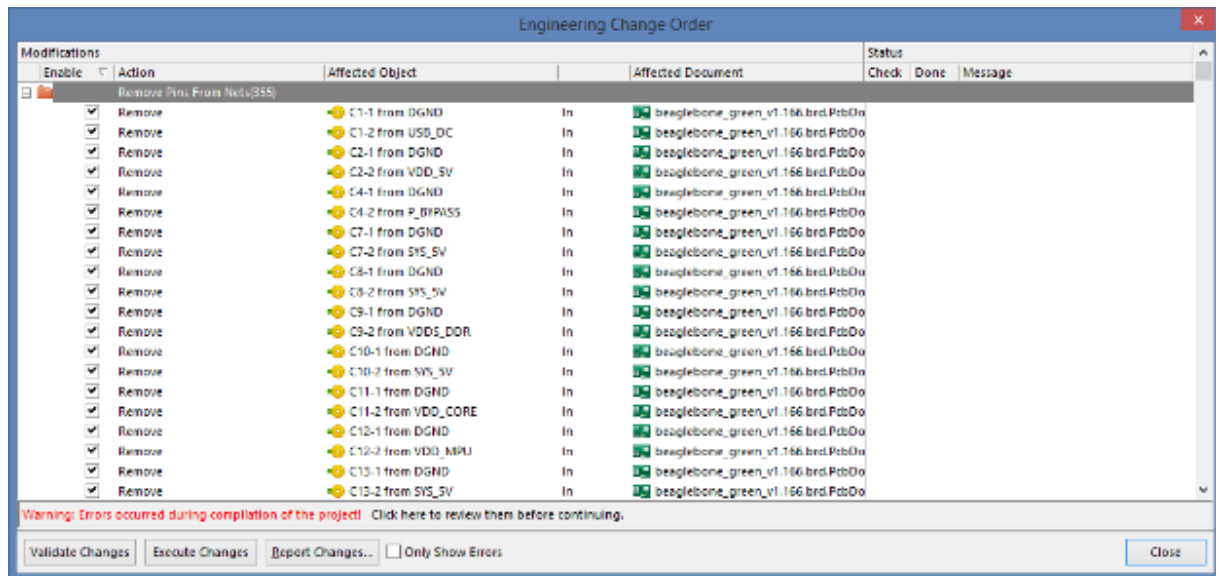 Engineering Change Order
Modifications Status
Enable Action Affected Object Affected Document Check Done Message
Remove Pins From Nets(355)
Remove C1-1 from DGND In beaglebone_green_v1.166.brd.PcbDo
Remove C1-2 from USB_DC In beaglebone_green_v1.166.brd.PcbDo
Remove C2-1 from DGND In beaglebone_green_v1.166.brd.PcbDo
Remove C2-2 from VDD_5V In beaglebone_green_v1.166.brd.PcbDo
Remove C4-1 from DGND In beaglebone_green_v1.166.brd.PcbDo
Remove C4-2 from P_BYPASS In beaglebone_green_v1.166.brd.PcbDo
Remove C7-1 from DGND In beaglebone_green_v1.166.brd.PcbDo
Remove C7-2 from SYS_5V In beaglebone_green_v1.166.brd.PcbDo
Remove C8-1 from DGND In beaglebone_green_v1.166.brd.PcbDo
Remove C8-2 from SYS_5V In beaglebone_green_v1.166.brd.PcbDo
Remove C9-1 from DGND In beaglebone_green_v1.166.brd.PcbDo
Remove C9-2 from VDDS_DDR In beaglebone_green_v1.166.brd.PcbDo
Remove C10-1 from DGND In beaglebone_green_v1.166.brd.PcbDo
Remove C10-2 from SYS_5V In beaglebone_green_v1.166.brd.PcbDo
Remove C11-1 from DGND In beaglebone_green_v1.166.brd.PcbDo
Remove C11-2 from VDD_CORE In beaglebone_green_v1.166.brd.PcbDo
Remove C12-1 from DGND In beaglebone_green_v1.166.brd.PcbDo
Remove C12-2 from VDD_MPU In beaglebone_green_v1.166.brd.PcbDo
Remove C13-1 from DGND In beaglebone_green_v1.166.brd.PcbDo
Remove C13-2 from SYS_5V In beaglebone_green_v1.166.brd.PcbDo
Warning: Errors occurred during compilation of the project! Click here to review them before continuing.
Validate Changes Execute Changes Report Changes... Only Show Errors Close